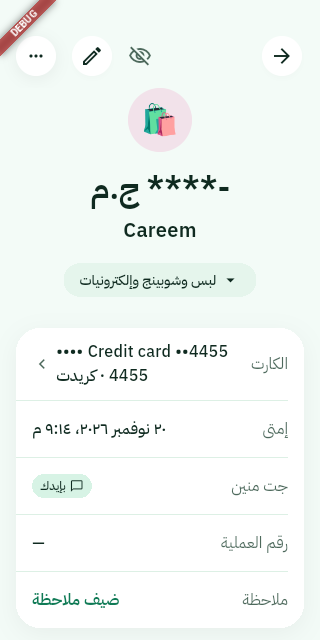 DEBUG
-**** ج.م
Careem
لبس وشوبينج وإلكترونيات
الكارت
•••• Credit card ••4455
4455 · كريدت
إمتى
٢٠ نوفمبر ٢٠٢٦، ٩:١٤ م
جت منين
بإيدك
رقم العملية
—
ملاحظة
ضيف ملاحظة